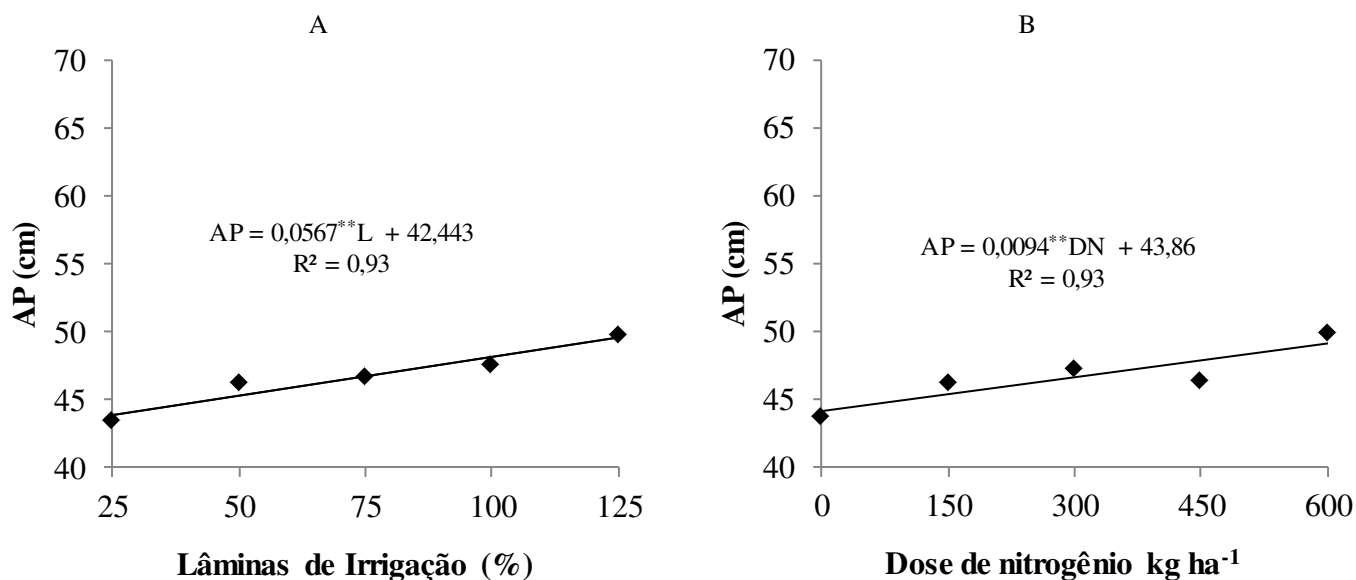 A
70
65
60
55
50
45
40
AP (cm)
AP = 0,0567**L + 42,443
R² = 0,93
25 50 75 100 125
Lâminas de Irrigação (%)
B
70
65
60
55
50
45
40
AP (cm)
AP = 0,0094**DN + 43,86
R² = 0,93
0 150 300 450 600
Dose de nitrogênio kg ha⁻¹